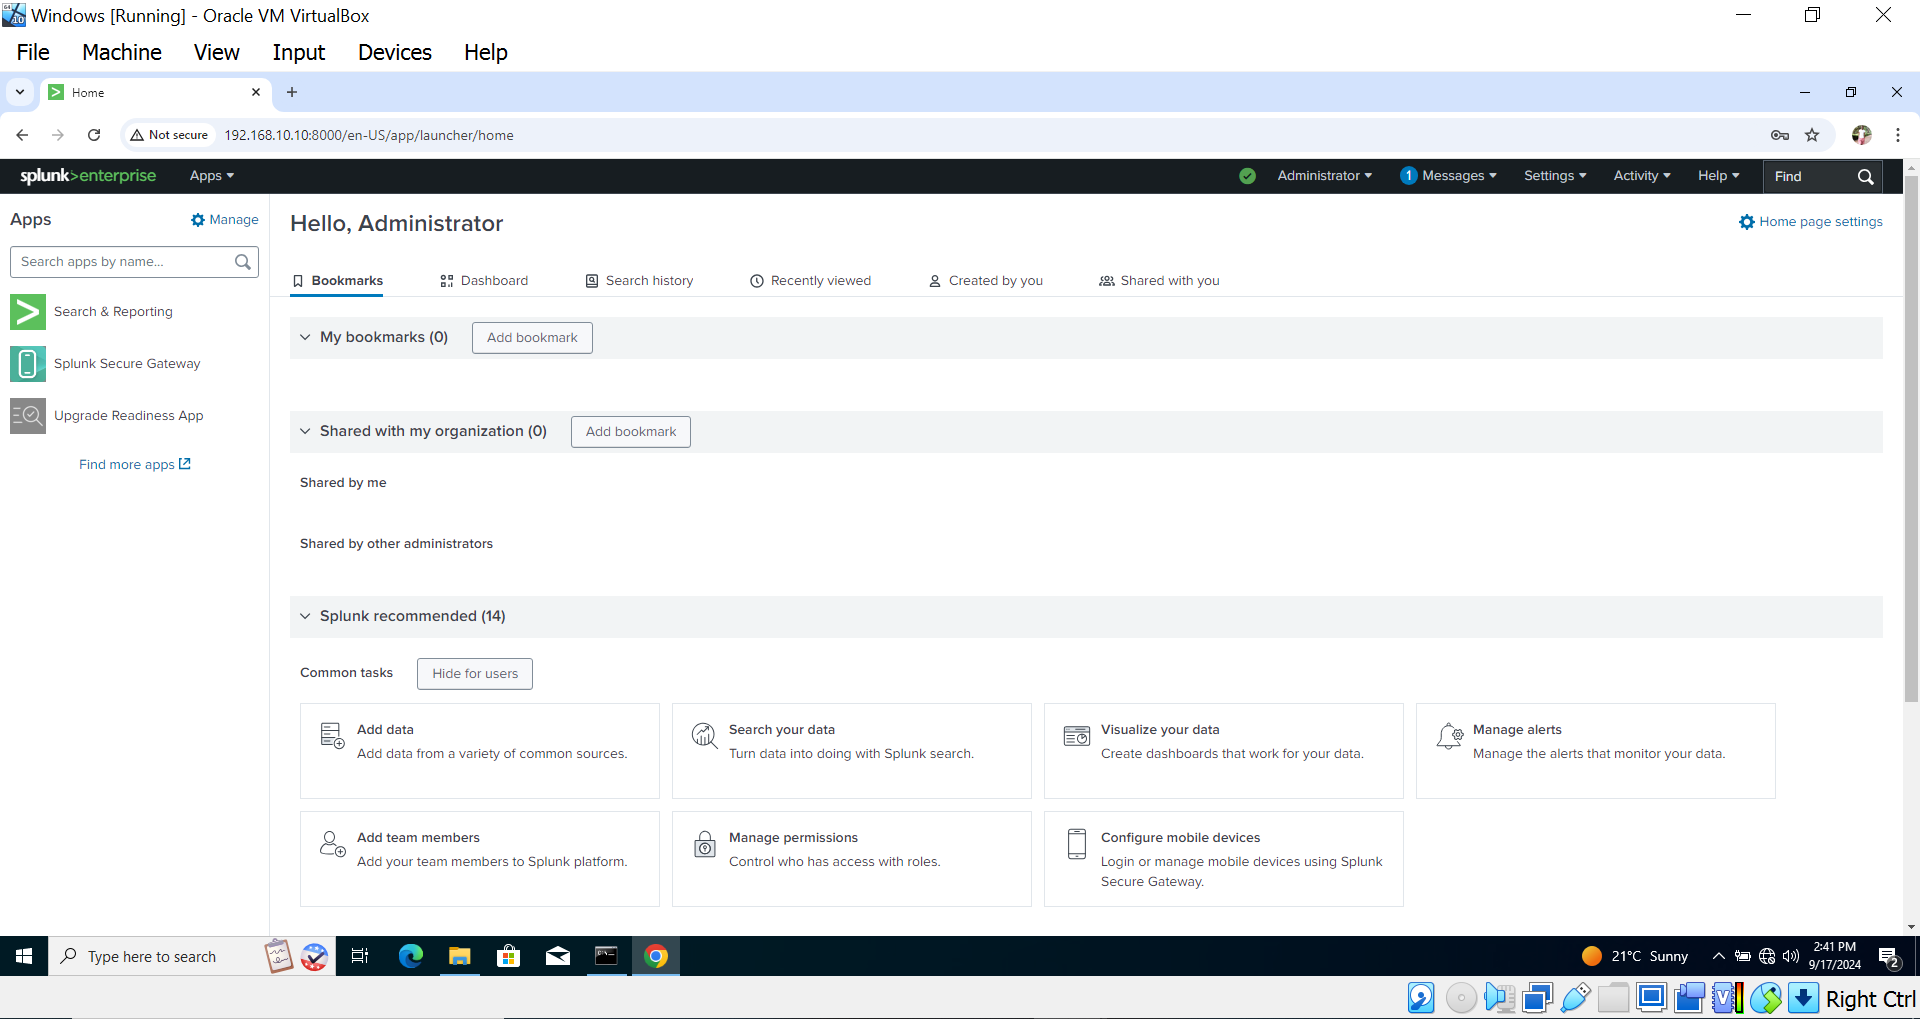 Windows [Running] - Oracle VM VirtualBox
File Machine View Input Devices Help
Home
Not secure 192.168.10.10:8000/en-US/app/launcher/home
splunk>enterprise Apps Administrator 1 Messages Settings Activity Help Find
Apps Manage
Hello, Administrator
Home page settings
Search apps by name...
Bookmarks Dashboard Search history Recently viewed Created by you Shared with you
Search & Reporting
Splunk Secure Gateway
Upgrade Readiness App
Find more apps
My bookmarks (0) Add bookmark
Shared with my organization (0) Add bookmark
Shared by me
Shared by other administrators
Splunk recommended (14)
Common tasks Hide for users
Add data
Add data from a variety of common sources.
Search your data
Turn data into doing with Splunk search.
Visualize your data
Create dashboards that work for your data.
Manage alerts
Manage the alerts that monitor your data.
Add team members
Add your team members to Splunk platform.
Manage permissions
Control who has access with roles.
Configure mobile devices
Login or manage mobile devices using Splunk
Secure Gateway.
Type here to search
21°C Sunny
2:41 PM
9/17/2024
2
Right Ctrl